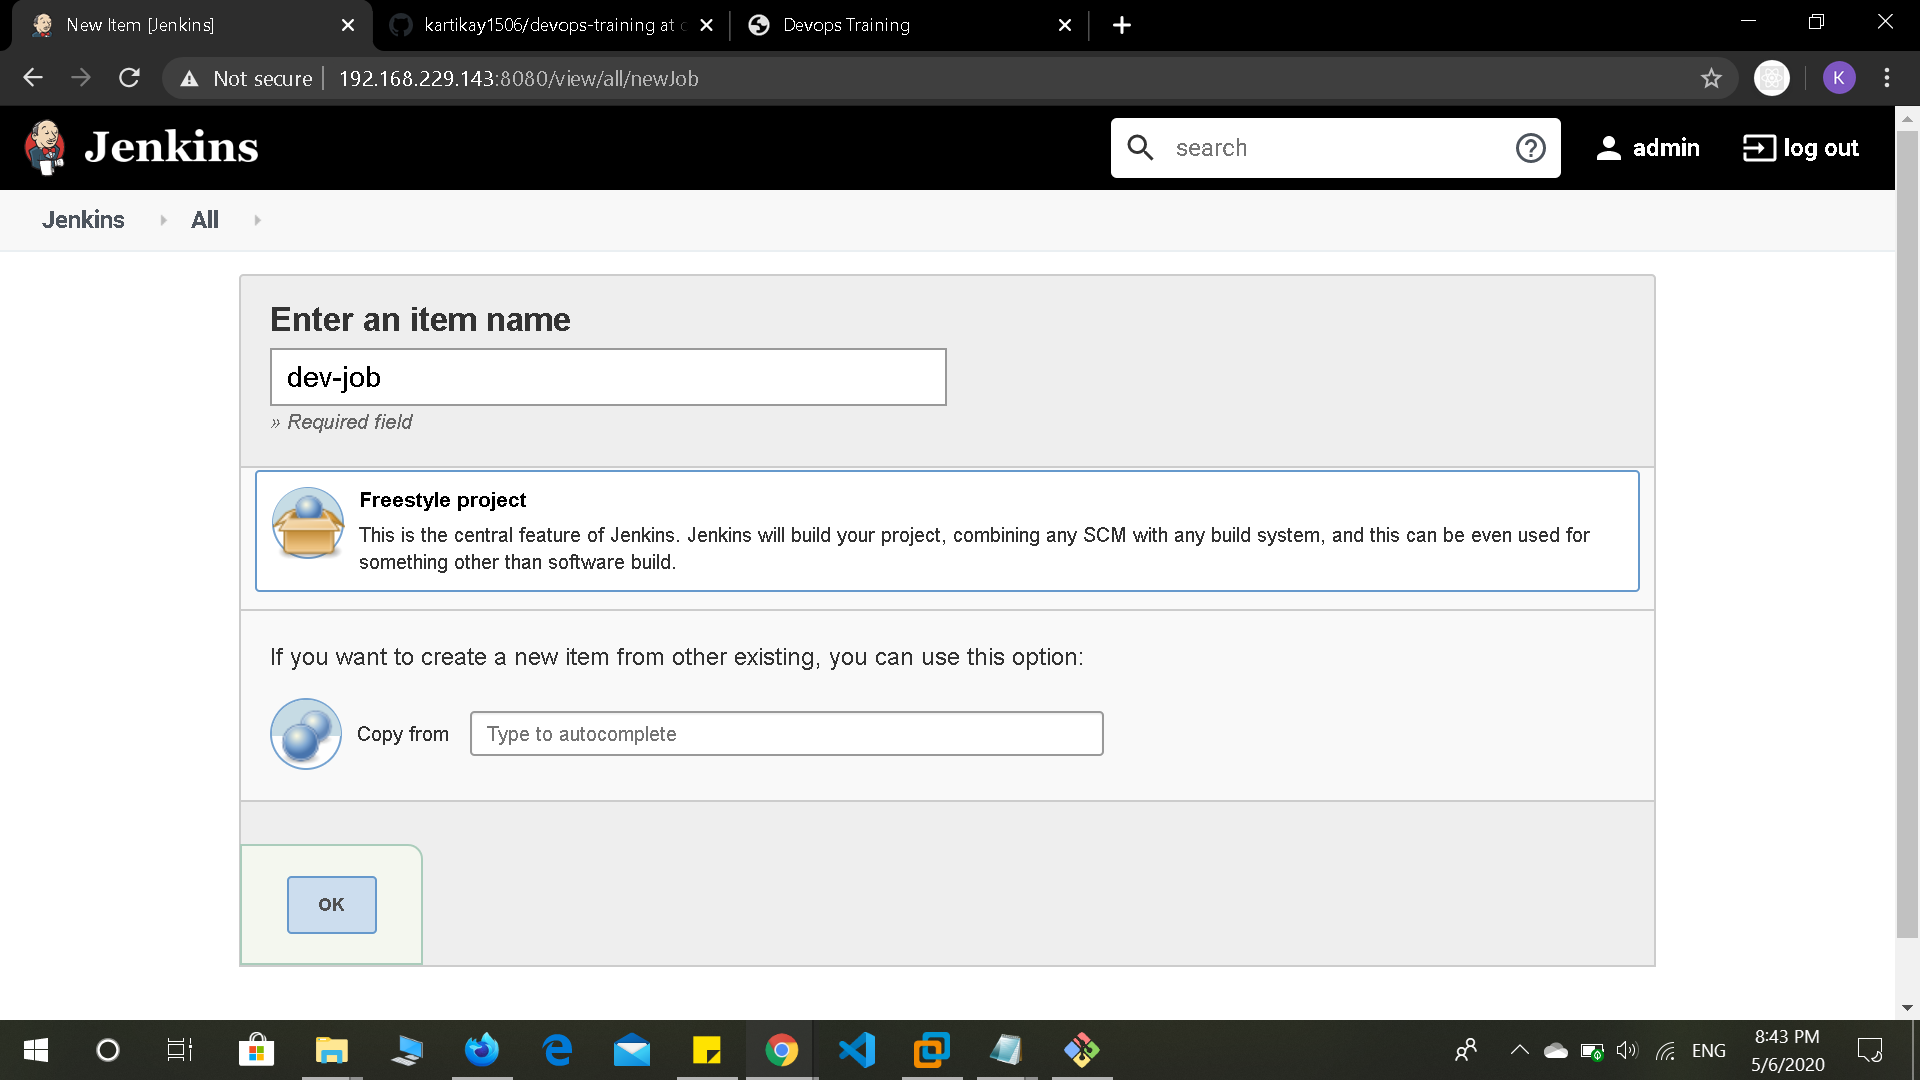 New Item [Jenkins]
kartikay1506/devops-training at
Devops Training
Not secure
192.168.229.143:8080/view/all/newJob
K
Jenkins
search
admin
log out
Jenkins
All
Enter an item name
dev-job
» Required field
Freestyle project
This is the central feature of Jenkins. Jenkins will build your project, combining any SCM with any build system, and this can be even used for
something other than software build.
If you want to create a new item from other existing, you can use this option:
Copy from
Type to autocomplete
OK
ENG
8:43 PM
5/6/2020